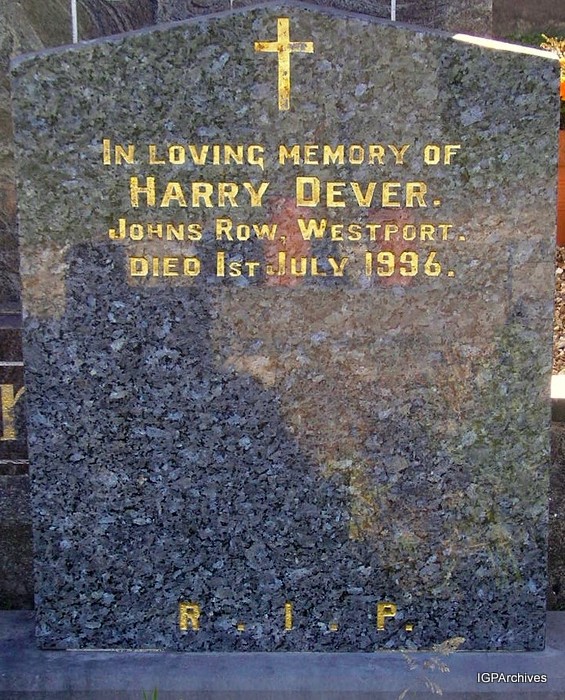 In loving memory of
Harry Dever.
Johns Row, Westport.
died 1st July 1996.
R. I. P.
IGPArchives